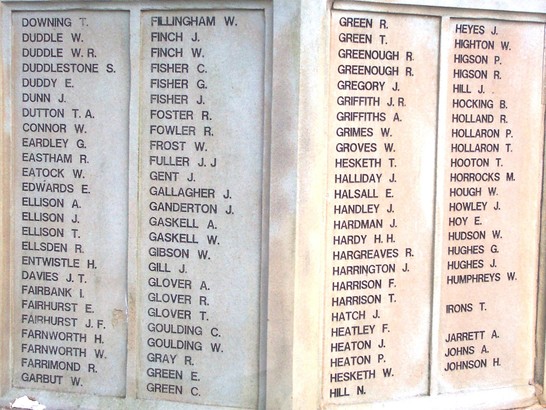 DOWNING T.
DUDDLE W.
DUDDLE W. R.
DUDDLESTONE S.
DUDDY E.
DUNN J.
DUTTON T. A.
CONNOR W.
EARDLEY G.
EASTHAM R.
EATOCK W.
EDWARDS E.
ELLISON A.
ELLISON J.
ELLISON T.
ELLSDEN R.
ENTWISTLE H.
DAVIES J. T.
FAIRBANK I.
FAIRHURST E.
FAIRHURST J. F.
FARNWORTH H.
FARNWORTH W.
FARRIMOND R.
GARBUT W.
FILLINGHAM W.
FINCH J.
FINCH W.
FISHER C.
FISHER G.
FISHER J.
FOSTER R.
FOWLER R.
FROST W.
FULLER J. J
GENT J.
GALLAGHER J.
GANDERTON J.
GASKELL A.
GASKELL W.
GIBSON W.
GILL J.
GLOVER A.
GLOVER R.
GLOVER T.
GOULDING C.
GOULDING W.
GRAY R.
GREEN E.
GREEN C.
GREEN R.
GREEN T.
GREENOUGH R.
GREENOUGH R.
GREGORY J.
GRIFFITH J. R.
GRIFFITHS A.
GRIMES W.
GROVES W.
HESKETH T.
HALLIDAY J.
HALSALL E.
HANDLEY J.
HARDMAN J.
HARDY H. H.
HARGREAVES R.
HARRINGTON J.
HARRISON F.
HARRISON T.
HATCH J.
HEATLEY F.
HEATON J.
HEATON P.
HESKETH W.
HILL N.
HEYES J.
HIGHTON W.
HIGSON P.
HIGSON R.
HILL J.
HOCKING B.
HOLLAND R.
HOLLARON P.
HOLLARON T.
HOOTON T.
HORROCKS M.
HOUGH W.
HOWLEY J.
HOY E.
HUDSON W.
HUGHES G.
HUGHES J.
HUMPHREYS W.
IRONS T.
JARRETT A.
JOHNS A.
JOHNSON H.